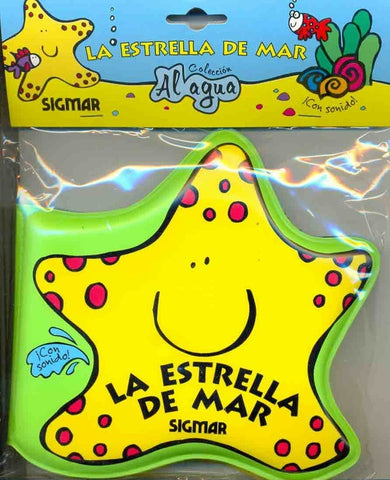 LA ESTRELLA DE MAR
Colección
Al agua
SIGMAR
¡Con sonido!
¡Con
sonido!
LA ESTRELLA
DE MAR
SIGMAR